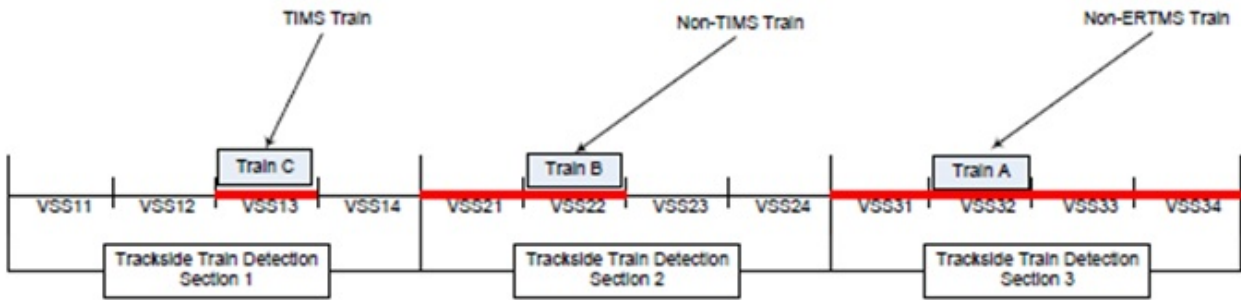 TIMS Train
Non-TIMS Train
Non-ERTMS Train
Train C
Train B
Train A
VSS11
VSS12
VSS13
VSS14
VSS21
VSS22
VSS23
VSS24
VSS31
VSS32
VSS33
VSS34
Trackside Train Detection
Section 1
Trackside Train Detection
Section 2
Trackside Train Detection
Section 3